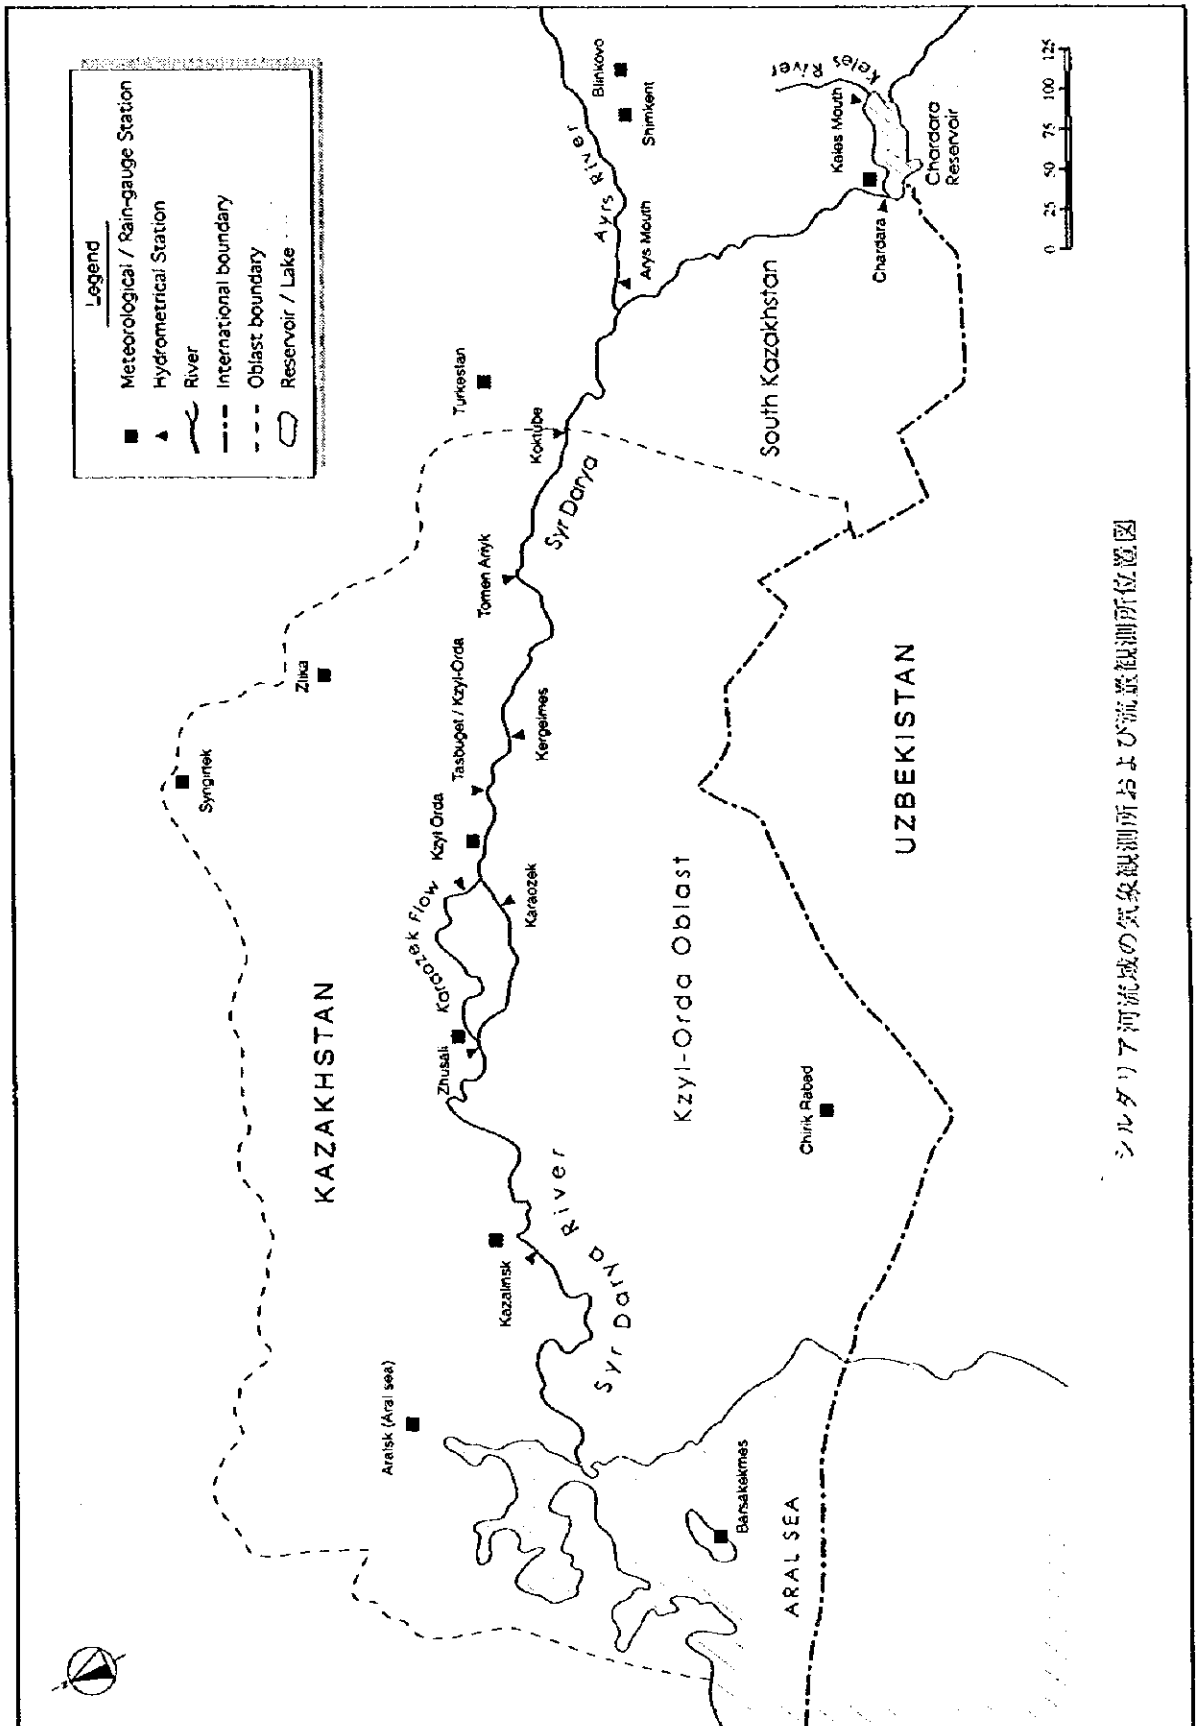 Legend
Meteorological / Rain-gauge Station
Hydrometrical Station
River
International boundary
Oblast boundary
Reservoir / Lake
KAZAKHSTAN
Syngirlek
Zlika
Turkestan
Aralsk (Aral sea)
Kazalinsk
Zhusali
Karaozek Flow
Kzyl Orda
Tasbuget / Kzyl-Orda
Tomen Ariyk
Koktube
Ayrs River
Blinkovo
Shimkent
Karaozek
Kergelmes
Syr Darya
Arys Mouth
Syr Darya River
Kzyl-Orda Oblast
South Kazakhstan
Keles River
Keles Mouth
Chardara
Chardara
Reservoir
Barsakelmes
Chirik Rabad
ARAL SEA
UZBEKISTAN
0 25 50 75 100 125
シルダリア河流域の気象観測所および流量観測所位置図